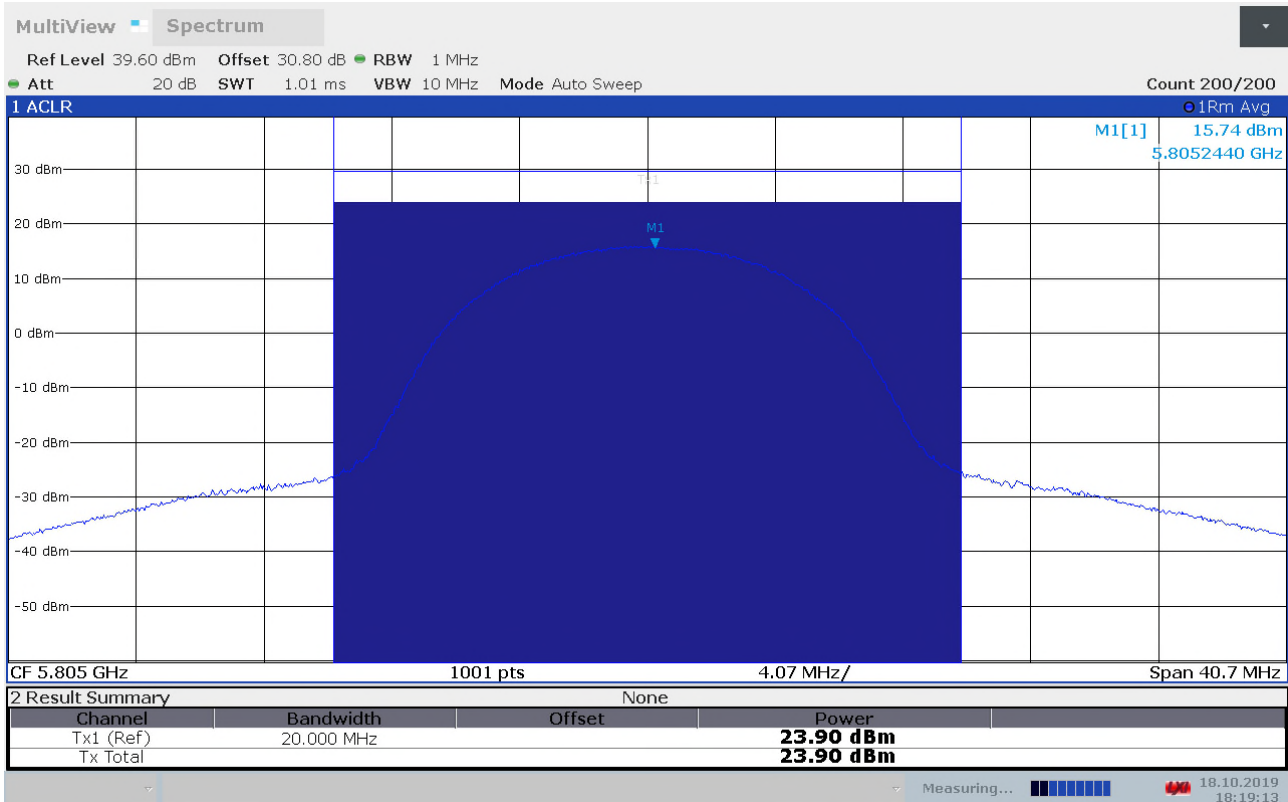 MultiView Spectrum
Ref Level 39.60 dBm Offset 30.80 dB RBW 1 MHz
Att 20 dB SWT 1.01 ms VBW 10 MHz Mode Auto Sweep Count 200/200
1 ACLR 1Rm Avg
M1[1] 15.74 dBm
5.8052440 GHz
30 dBm
Tx1
20 dBm
M1
10 dBm
0 dBm
-10 dBm
-20 dBm
-30 dBm
-40 dBm
-50 dBm
CF 5.805 GHz 1001 pts 4.07 MHz/ Span 40.7 MHz
2 Result Summary None
Channel Bandwidth Offset Power
Tx1 (Ref) 20.000 MHz 23.90 dBm
Tx Total 23.90 dBm
Measuring... LXI 18.10.2019
18:19:13